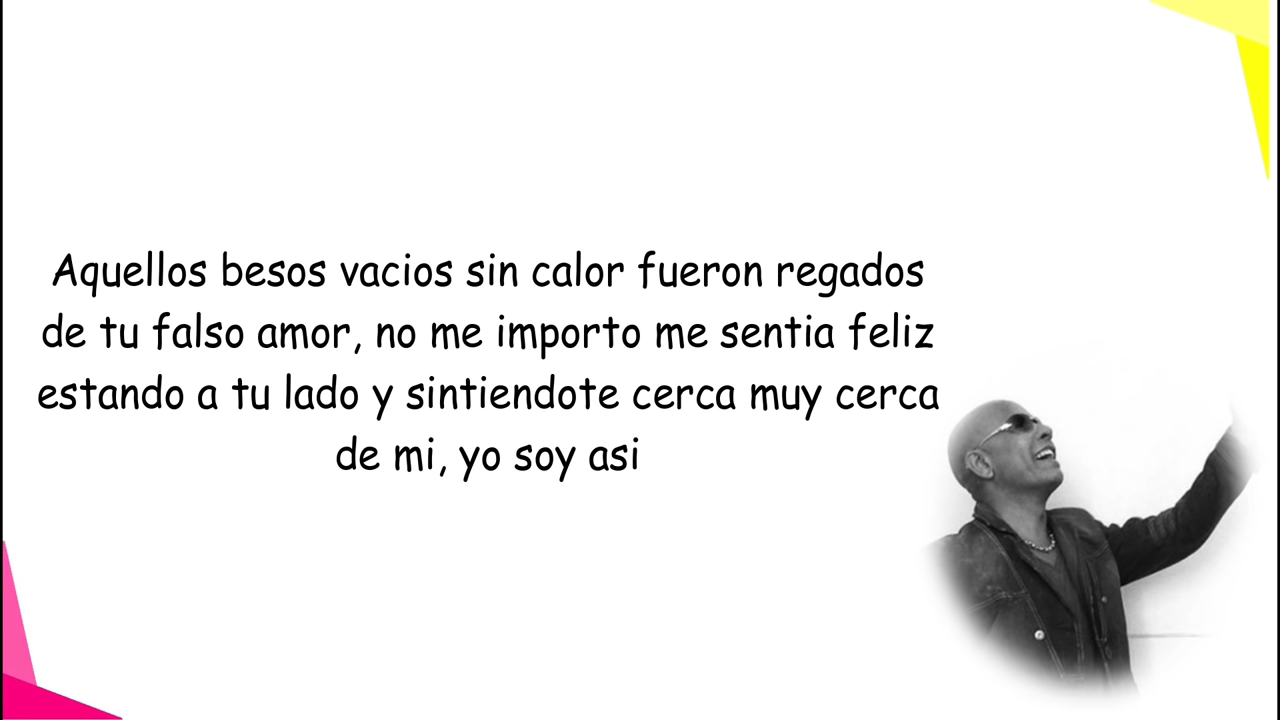 Aquellos besos vacios sin calor fueron regados
de tu falso amor, no me importo me sentia feliz
estando a tu lado y sintiendote cerca muy cerca
de mi, yo soy asi